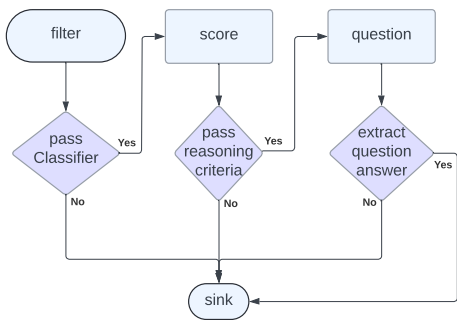 filter
score
question
pass
Classifier
Yes
pass
reasoning
criteria
Yes
extract
question
answer
Yes
No
No
No
sink